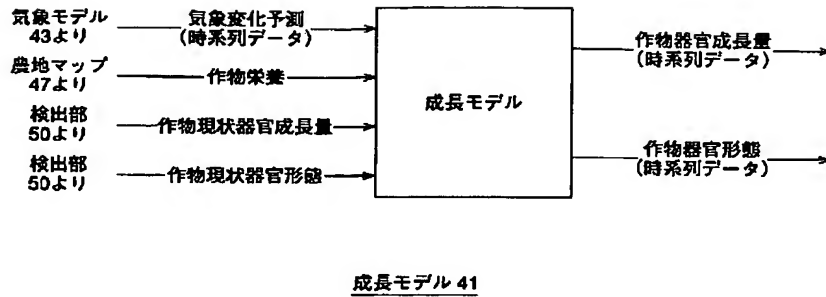 気象モデル
43より
気象変化予測
(時系列データ)
農地マップ
47より
作物栄養
検出部
50より
作物現状器官成長量
検出部
50より
作物現状器官形態
成長モデル
作物器官成長量
(時系列データ)
作物器官形態
(時系列データ)
成長モデル 41